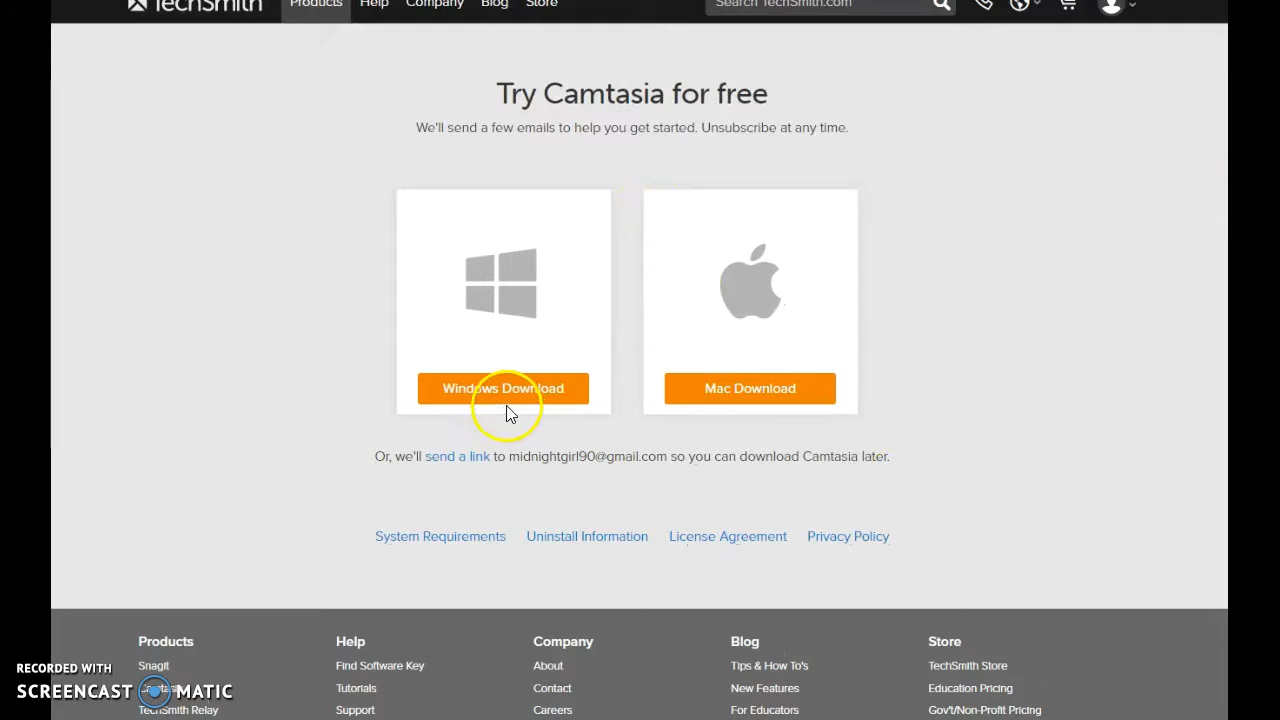 TechSmith Products Help Company Blog Store Search TechSmith.com
Try Camtasia for free
We'll send a few emails to help you get started. Unsubscribe at any time.
Windows Download Mac Download
Or, we'll send a link to midnightgirl90@gmail.com so you can download Camtasia later.
System Requirements Uninstall Information License Agreement Privacy Policy
Products Help Company Blog Store
RECORDED WITH
Snagit Find Software Key About Tips & How To's TechSmith Store
SCREENCAST MATIC
Tutorials Contact New Features Education Pricing
TechSmith Relay Support Careers For Educators Gov't/Non-Profit Pricing